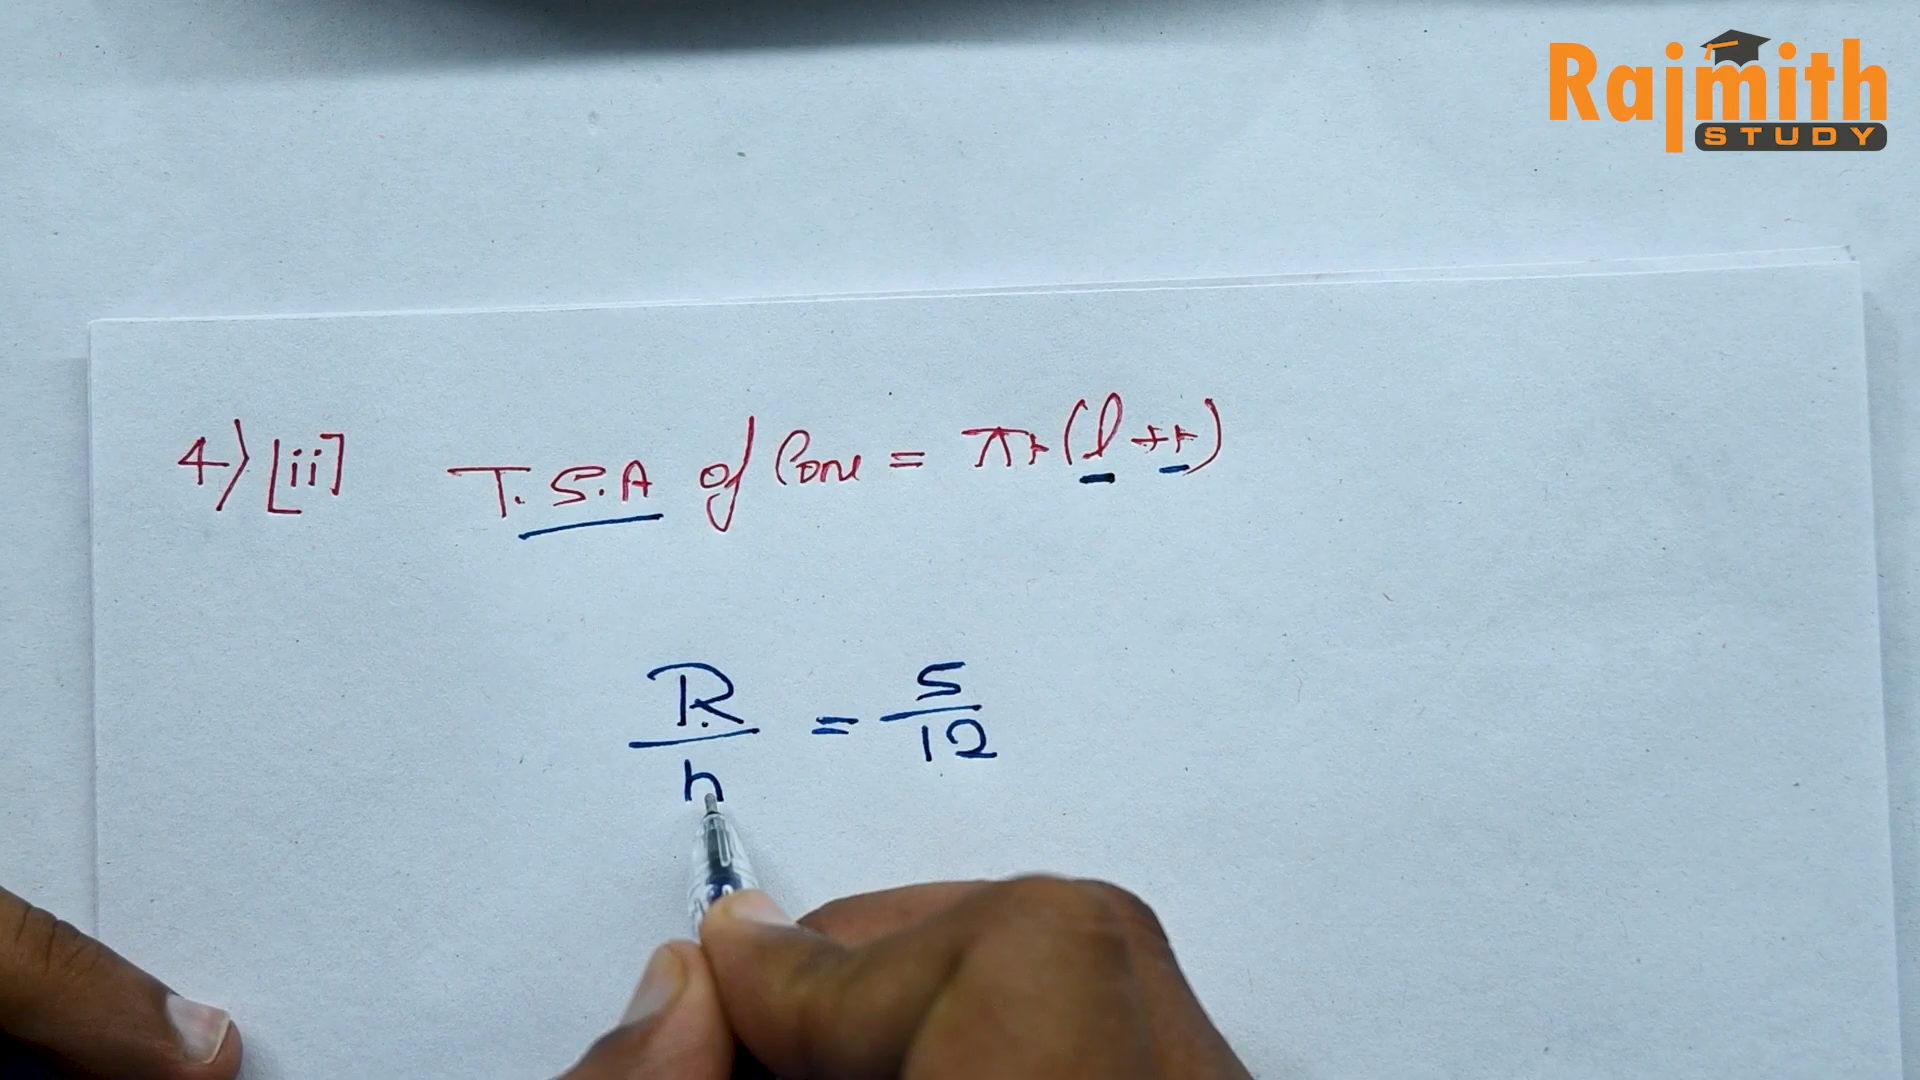 Rajmith
STUDY
4) [ii] T.S.A of Cone = πr(l+r)
R/h = 5/12